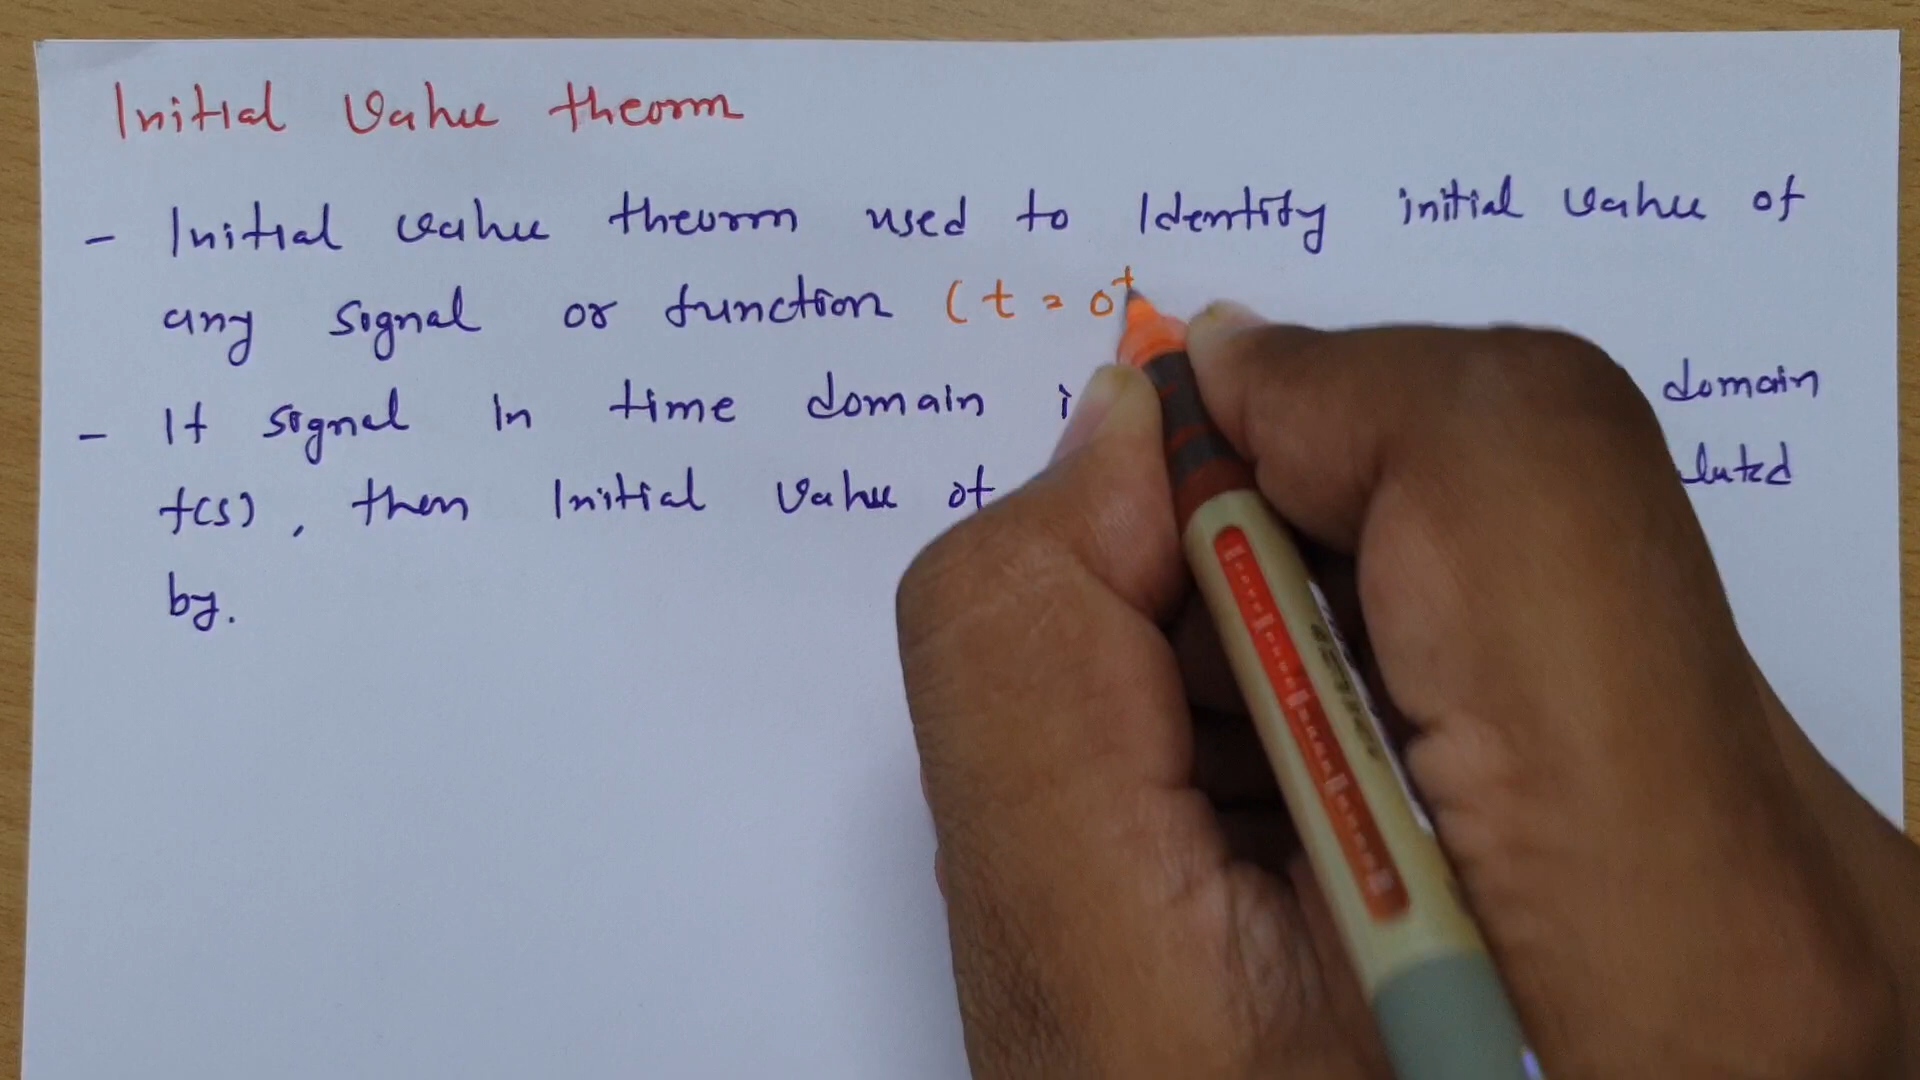 Initial Value theorm
- Initial value theorm used to Identify initial value of
any signal or function (t = 0+
- If signal in time domain i domain
f(s), then Initial Value of luted
by.